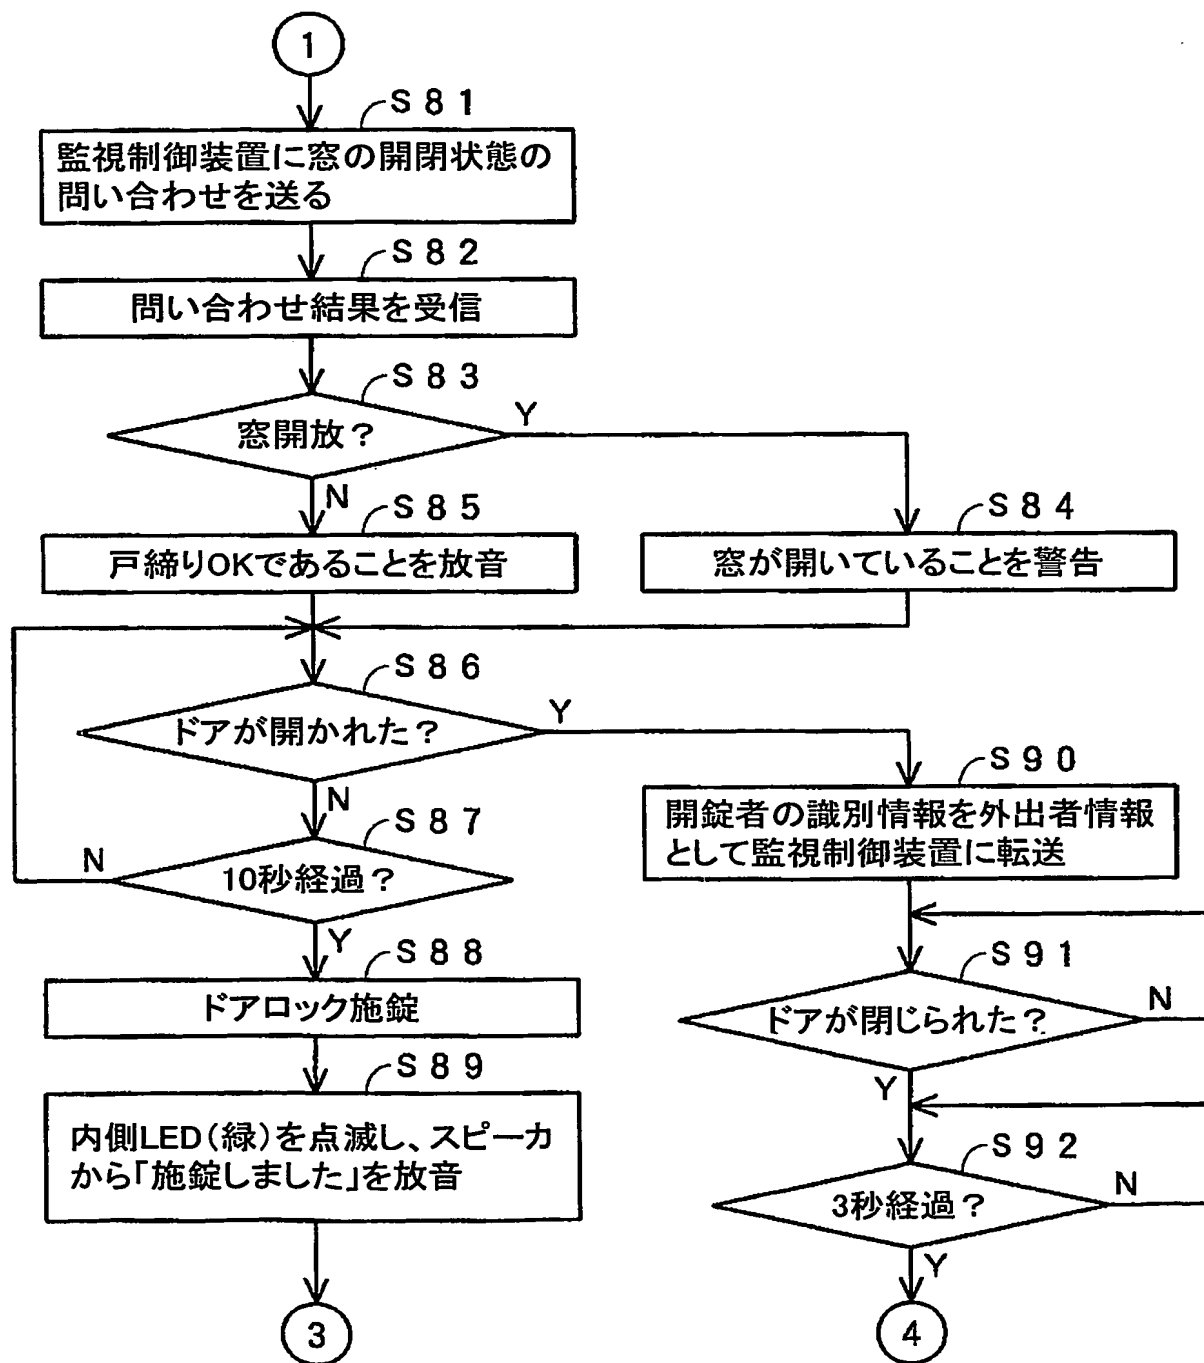 1
S81
監視制御装置に窓の開閉状態の
問い合わせを送る
S82
問い合わせ結果を受信
S83
窓開放?
Y
N
S85
戸締りOKであることを放音
S84
窓が開いていることを警告
S86
ドアが開かれた?
Y
N
S87
10秒経過?
N
Y
S88
ドアロック施錠
S89
内側LED(緑)を点滅し、スピーカ
から「施錠しました」を放音
3
S90
開錠者の識別情報を外出者情報
として監視制御装置に転送
S91
ドアが閉じられた?
N
Y
S92
3秒経過?
N
Y
4